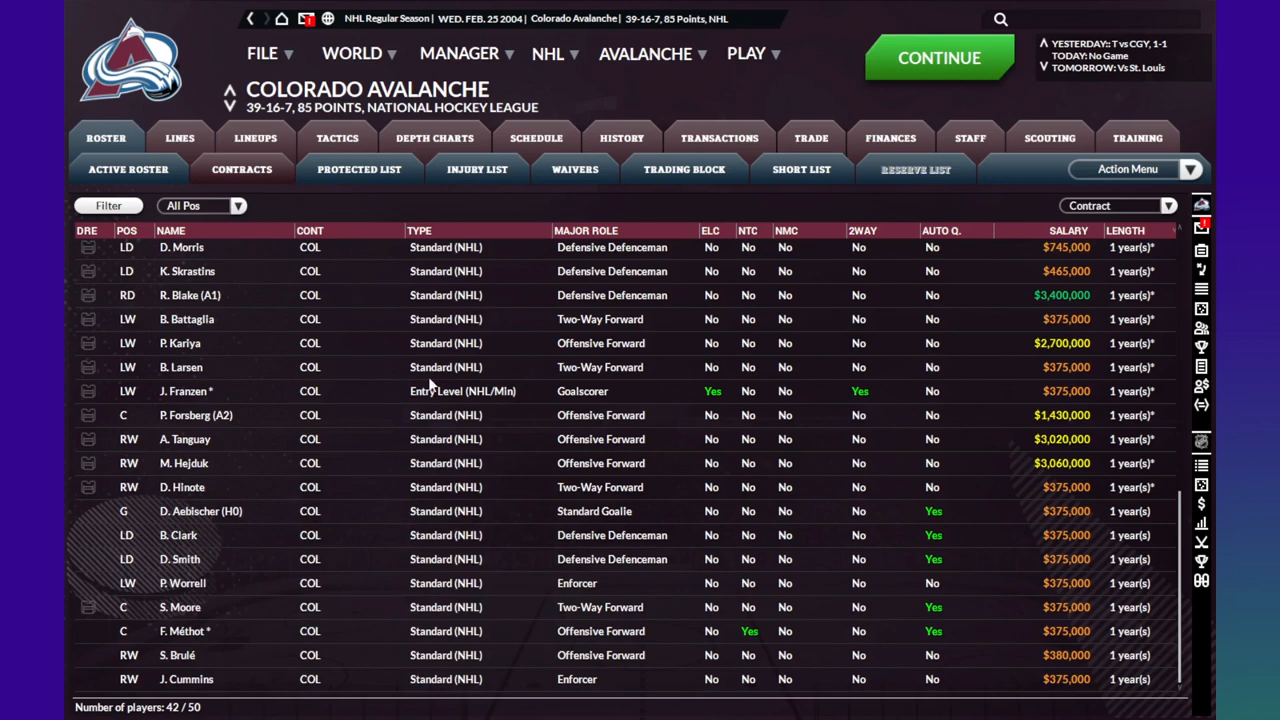 NHL Regular Season | WED. FEB. 25 2004 | Colorado Avalanche | 39-16-7, 85 Points, NHL
FILE WORLD MANAGER NHL AVALANCHE PLAY
CONTINUE
YESTERDAY:: T vs CGY, 1-1
TODAY: No Game
TOMORROW: Vs St. Louis
COLORADO AVALANCHE
39-16-7, 85 POINTS, NATIONAL HOCKEY LEAGUE
ROSTER LINES LINEUPS TACTICS DEPTH CHARTS SCHEDULE HISTORY TRANSACTIONS TRADE FINANCES STAFF SCOUTING TRAINING
ACTIVE ROSTER CONTRACTS PROTECTED LIST INJURY LIST WAIVERS TRADING BLOCK SHORT LIST RESERVE LIST Action Menu
Filter All Pos Contract
DRE POS NAME CONT TYPE MAJOR ROLE ELC NTC NMC 2WAY AUTO Q. SALARY LENGTH
LD D. Morris COL Standard (NHL) Defensive Defenceman No No No No No $745,000 1 year(s)*
LD K. Skrastins COL Standard (NHL) Defensive Defenceman No No No No No $465,000 1 year(s)*
RD R. Blake (A1) COL Standard (NHL) Defensive Defenceman No No No No No $3,400,000 1 year(s)*
LW B. Battaglia COL Standard (NHL) Two-Way Forward No No No No No $375,000 1 year(s)*
LW P. Kariya COL Standard (NHL) Offensive Forward No No No No No $2,700,000 1 year(s)*
LW B. Larsen COL Standard (NHL) Two-Way Forward No No No No No $375,000 1 year(s)*
LW J. Franzen * COL Entry Level (NHL/Min) Goalscorer Yes No No Yes No $375,000 1 year(s)*
C P. Forsberg (A2) COL Standard (NHL) Offensive Forward No No No No No $1,430,000 1 year(s)*
RW A. Tanguay COL Standard (NHL) Offensive Forward No No No No No $3,020,000 1 year(s)*
RW M. Hejduk COL Standard (NHL) Offensive Forward No No No No No $3,060,000 1 year(s)*
RW D. Hinote COL Standard (NHL) Two-Way Forward No No No No No $375,000 1 year(s)*
G D. Aebischer (H0) COL Standard (NHL) Standard Goalie No No No No Yes $375,000 1 year(s)
LD B. Clark COL Standard (NHL) Defensive Defenceman No No No No Yes $375,000 1 year(s)
LD D. Smith COL Standard (NHL) Defensive Defenceman No No No No Yes $375,000 1 year(s)
LW P. Worrell COL Standard (NHL) Enforcer No No No No No $375,000 1 year(s)
C S. Moore COL Standard (NHL) Two-Way Forward No No No No Yes $375,000 1 year(s)
C F. Méthot * COL Standard (NHL) Offensive Forward No Yes No No Yes $375,000 1 year(s)
RW S. Brulé COL Standard (NHL) Offensive Forward No No No No No $380,000 1 year(s)
RW J. Cummins COL Standard (NHL) Enforcer No No No No No $375,000 1 year(s)
Number of players: 42 / 50